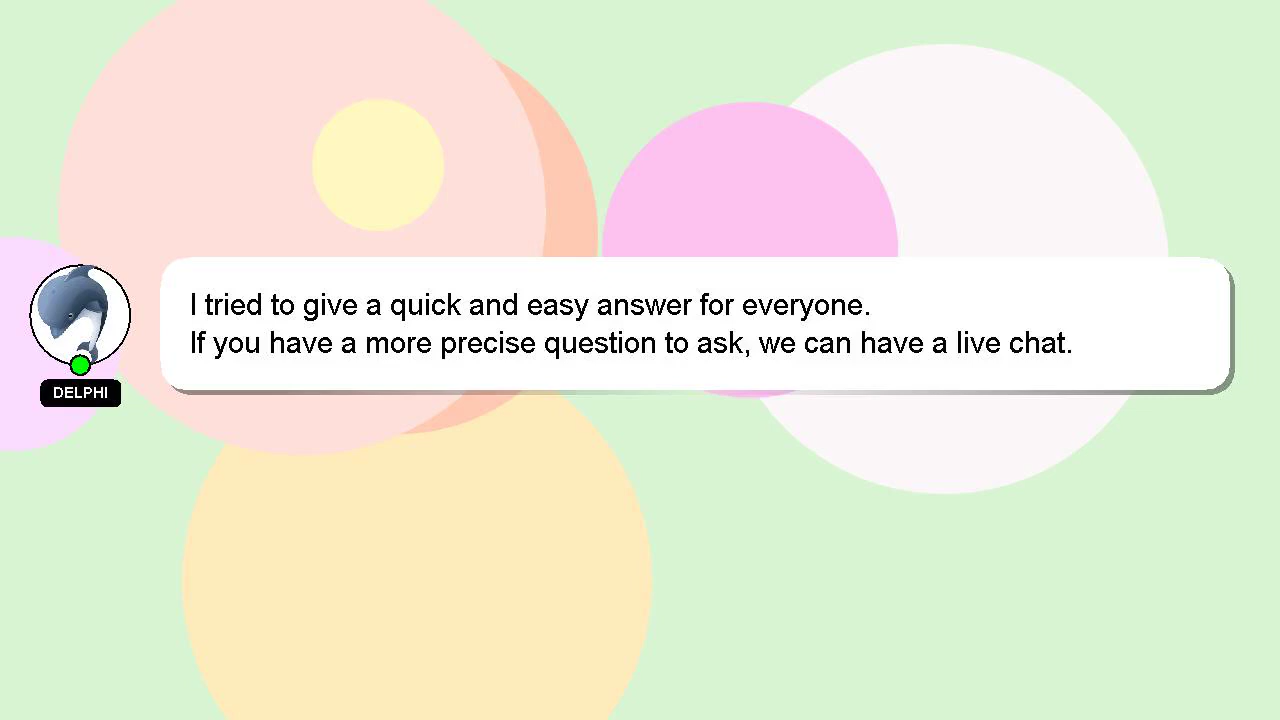 I tried to give a quick and easy answer for everyone.
If you have a more precise question to ask, we can have a live chat.
DELPHI